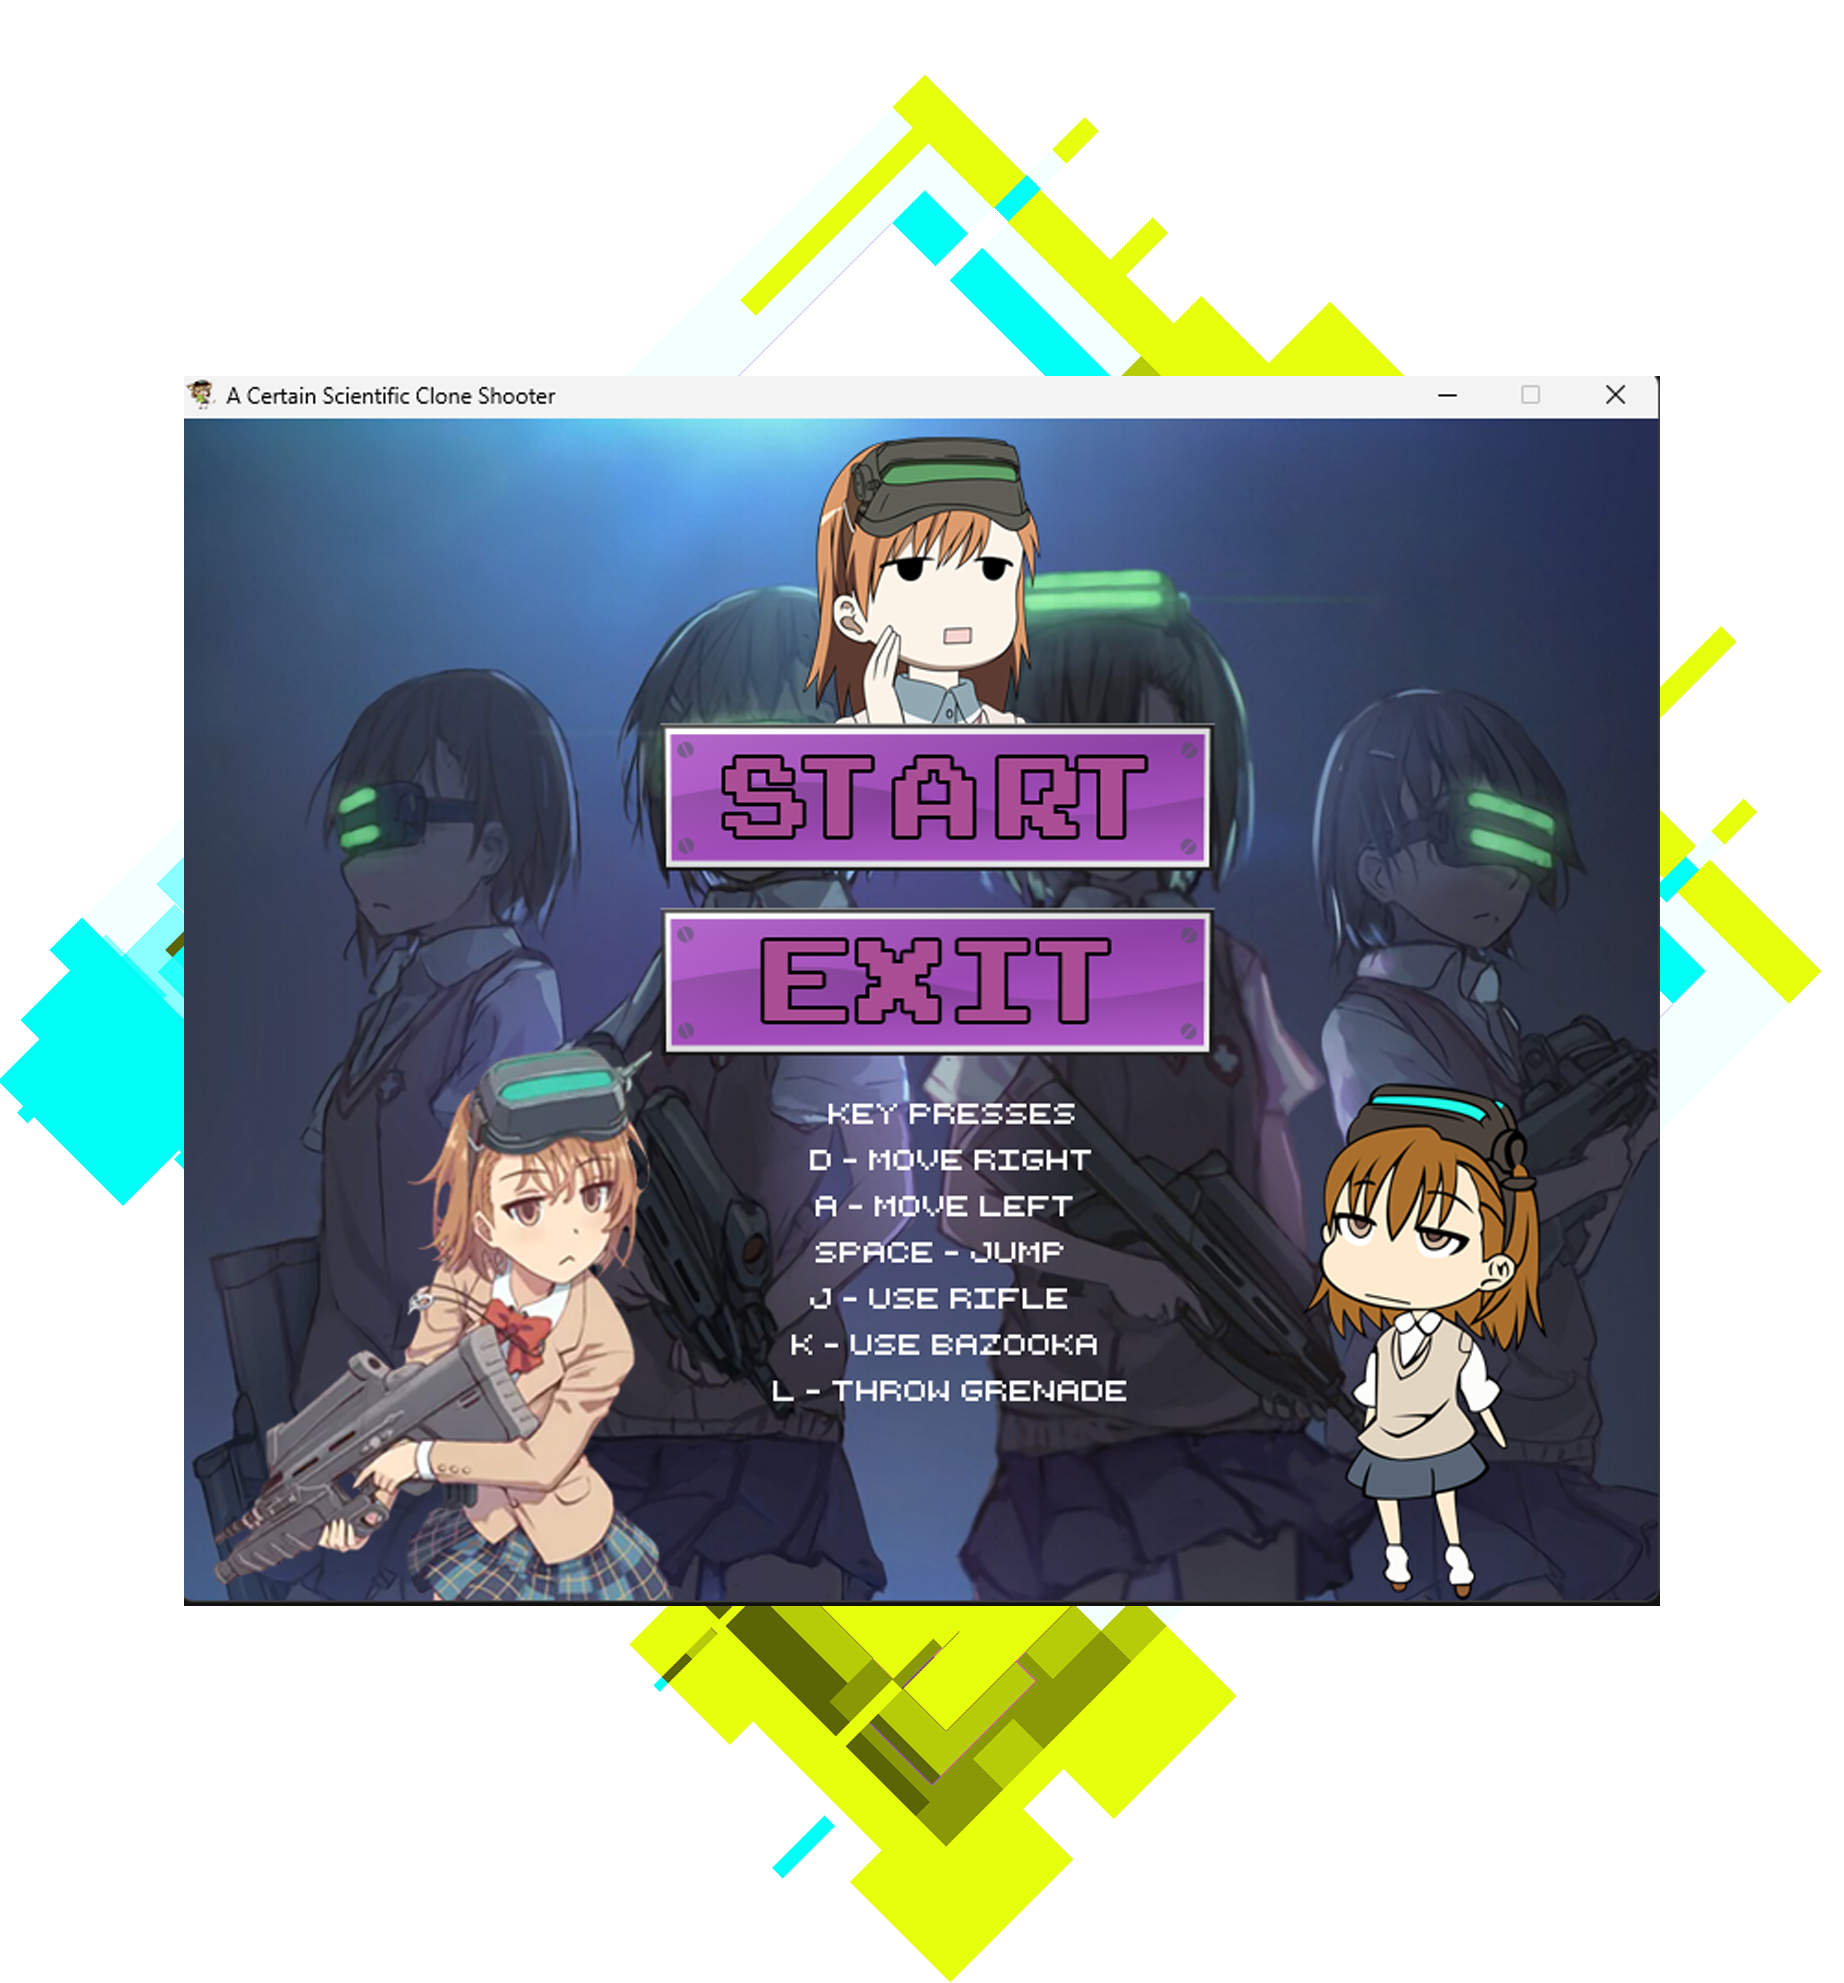 A Certain Scientific Clone Shooter
START
EXIT
KEY PRESSES
D - MOVE RIGHT
A - MOVE LEFT
SPACE - JUMP
J - USE RIFLE
K - USE BAZOOKA
L - THROW GRENADE